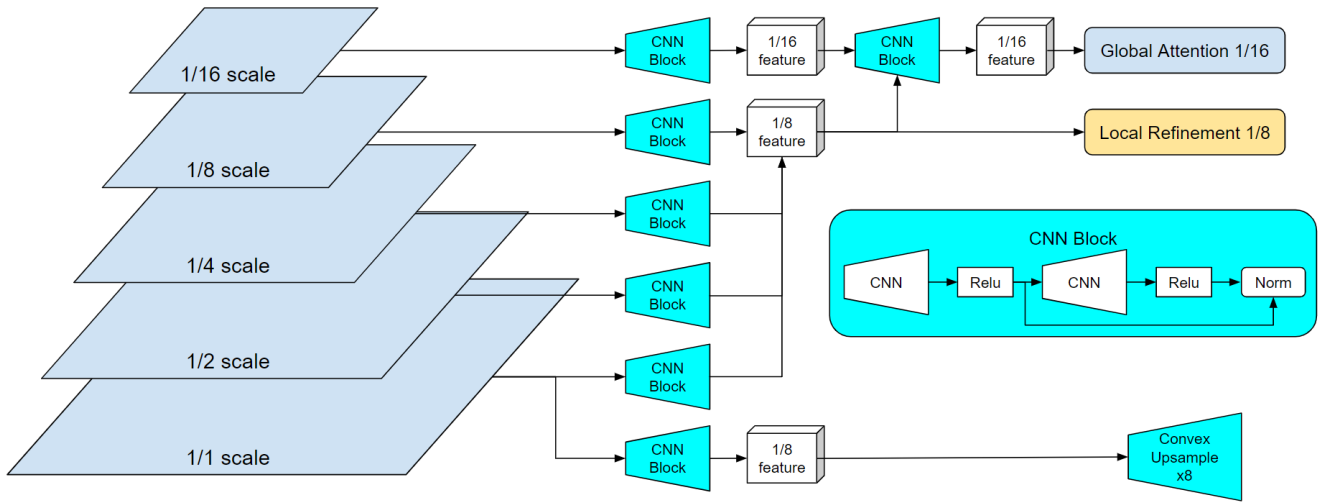 1/16 scale
CNN
Block
1/16
feature
CNN
Block
1/16
feature
Global Attention 1/16
1/8 scale
CNN
Block
1/8
feature
Local Refinement 1/8
1/4 scale
CNN
Block
1/2 scale
CNN
Block
CNN Block
CNN
Relu
CNN
Relu
Norm
CNN
Block
1/1 scale
CNN
Block
1/8
feature
Convex
Upsample
x8